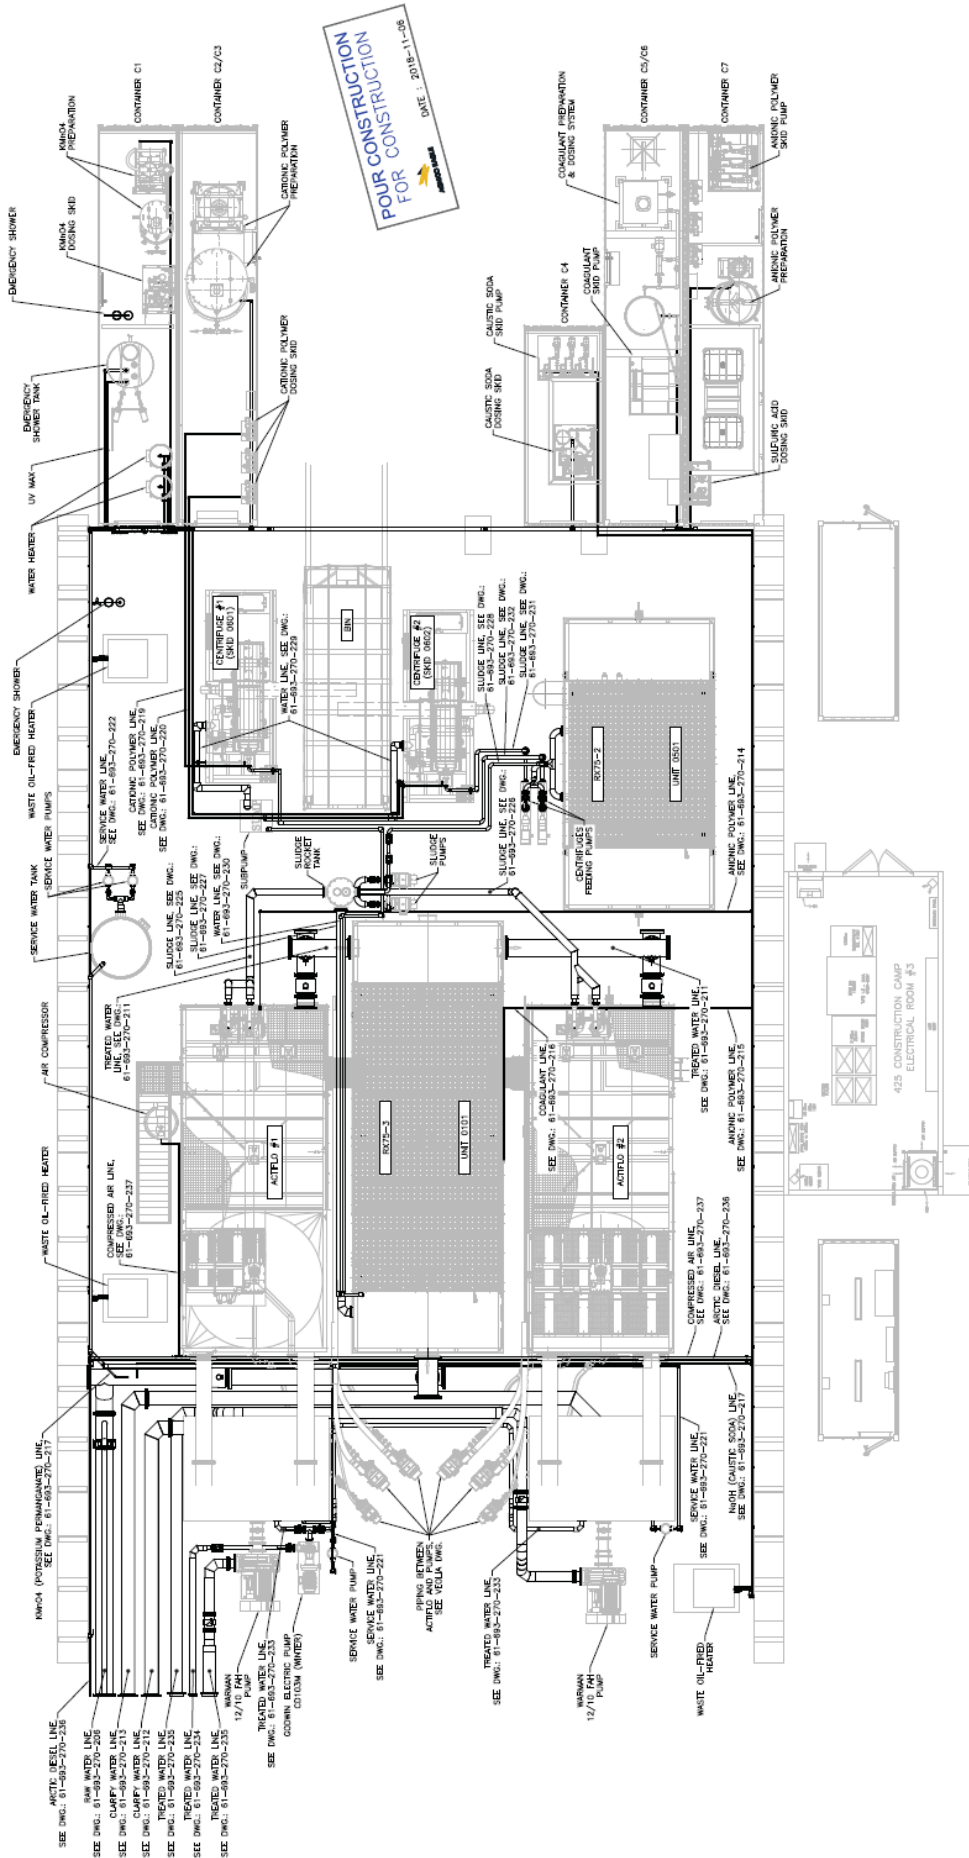 POUR CONSTRUCTION
FOR CONSTRUCTION
AGNICO EAGLE
DATE : 2018-11-06
CONTAINER C1
CONTAINER C2/C3
KMnO4
PREPARATION
EMERGENCY SHOWER
KMnO4
DOSING SKID
CATIONIC POLYMER
PREPARATION
EMERGENCY
SHOWER TANK
CATIONIC POLYMER
DOSING SKID
UV MAX
WATER HEATER
CONTAINER C5/C6
CONTAINER C7
COAGULANT PREPARATION
& DOSING SYSTEM
ANIONIC POLYMER
SKID PUMP
CAUSTIC SODA
SKID PUMP
CONTAINER C4
COAGULANT
SKID PUMP
ANIONIC POLYMER
PREPARATION
CAUSTIC SODA
DOSING SKID
SULFURIC ACID
DOSING SKID
EMERGENCY SHOWER
WASTE OIL-FIRED HEATER
SERVICE WATER LINE,
SEE DWG.: 61-693-270-222
SERVICE WATER PUMPS
SERVICE WATER TANK
CATIONIC POLYMER LINE,
SEE DWG.: 61-693-270-219
CATIONIC POLYMER LINE,
SEE DWG.: 61-693-270-220
CENTRIFUGE #1
(SKID 0601)
WATER LINE, SEE DWG.:
61-693-270-229
BIN
CENTRIFUGE #2
(SKID 0602)
SLUDGE LINE, SEE DWG.:
61-693-270-228
SLUDGE LINE, SEE DWG.:
61-693-270-232
SLUDGE LINE, SEE DWG.:
61-693-270-231
RX75-2
UNIT 0501
SUBPUMP
SLUDGE
ROCKET
TANK
SLUDGE
PUMPS
SLUDGE LINE, SEE DWG.:
61-693-270-226
CENTRIFUGES
FEEDING PUMPS
ANIONIC POLYMER LINE,
SEE DWG.: 61-693-270-214
SLUDGE LINE, SEE DWG.:
61-693-270-225
SLUDGE LINE, SEE DWG.:
61-693-270-227
WATER LINE, SEE DWG.:
61-693-270-230
TREATED WATER
LINE, SEE DWG.:
61-693-270-211
AIR COMPRESSOR
ACTIFLO #1
RX75-3
UNIT 0101
COAGULANT LINE,
SEE DWG.: 61-693-270-216
ACTIFLO #2
TREATED WATER LINE,
SEE DWG.: 61-693-270-211
ANIONIC POLYMER LINE,
SEE DWG.: 61-693-270-215
425 CONSTRUCTION CAMP
ELECTRICAL ROOM #3
WASTE OIL-FIRED HEATER
COMPRESSED AIR LINE,
SEE DWG.:
61-693-270-237
COMPRESSED AIR LINE,
SEE DWG.: 61-693-270-237
ARCTIC DIESEL LINE,
SEE DWG.: 61-693-270-236
KMnO4 (POTASSIUM PERMANGANATE) LINE,
SEE DWG.: 61-693-270-217
NaOH (CAUSTIC SODA) LINE,
SEE DWG.: 61-693-270-217
SERVICE WATER LINE,
SEE DWG.: 61-693-270-221
SERVICE WATER PUMP
WASTE OIL-FIRED
HEATER
PIPING BETWEEN
ACTIFLO AND PUMPS,
SEE VEOLIA DWG.
TREATED WATER LINE,
SEE DWG.: 61-693-270-233
WARMAN
12/10 FAH
PUMP
SERVICE WATER PUMP
SERVICE WATER LINE,
SEE DWG.: 61-693-270-221
WARMAN
12/10 FAH
PUMP
TREATED WATER LINE,
SEE DWG.: 61-693-270-233
GODWIN ELECTRIC PUMP
CD103M (WINTER)
ARCTIC DIESEL LINE,
SEE DWG.: 61-693-270-236
RAW WATER LINE,
SEE DWG.: 61-693-270-206
CLARIFY WATER LINE,
SEE DWG.: 61-693-270-213
CLARIFY WATER LINE,
SEE DWG.: 61-693-270-212
TREATED WATER LINE,
SEE DWG.: 61-693-270-235
TREATED WATER LINE,
SEE DWG.: 61-693-270-234
TREATED WATER LINE,
SEE DWG.: 61-693-270-235